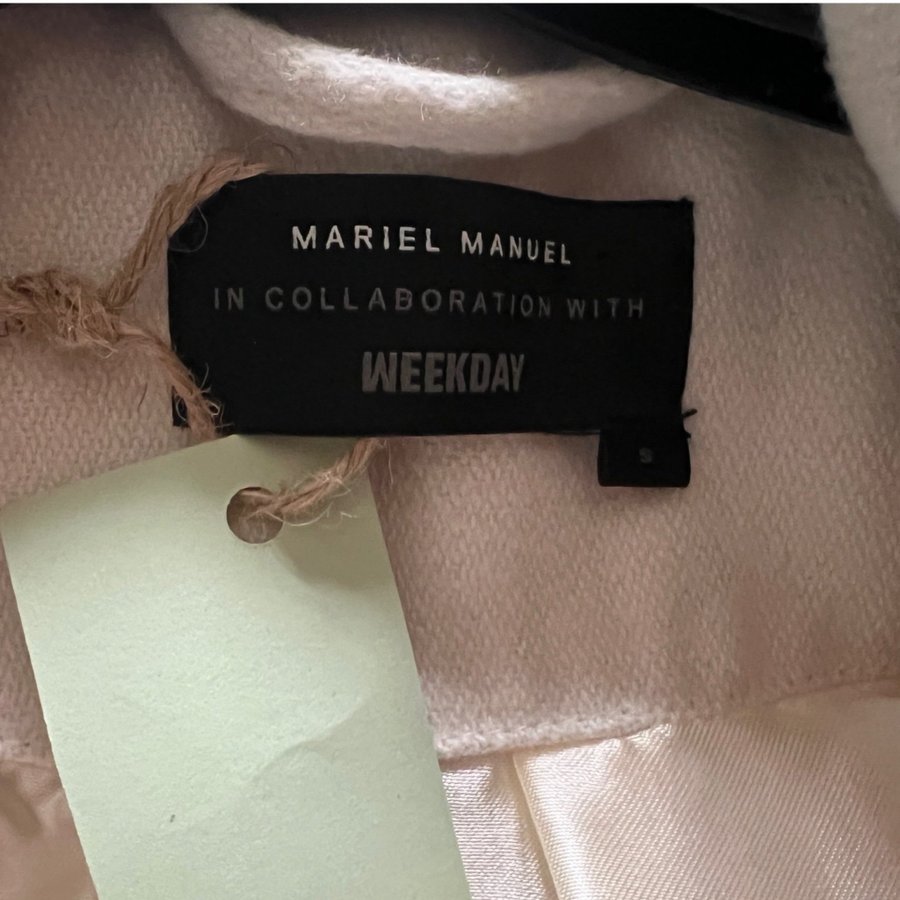 MARIEL MANUEL
IN COLLABORATION WITH
WEEKDAY
S